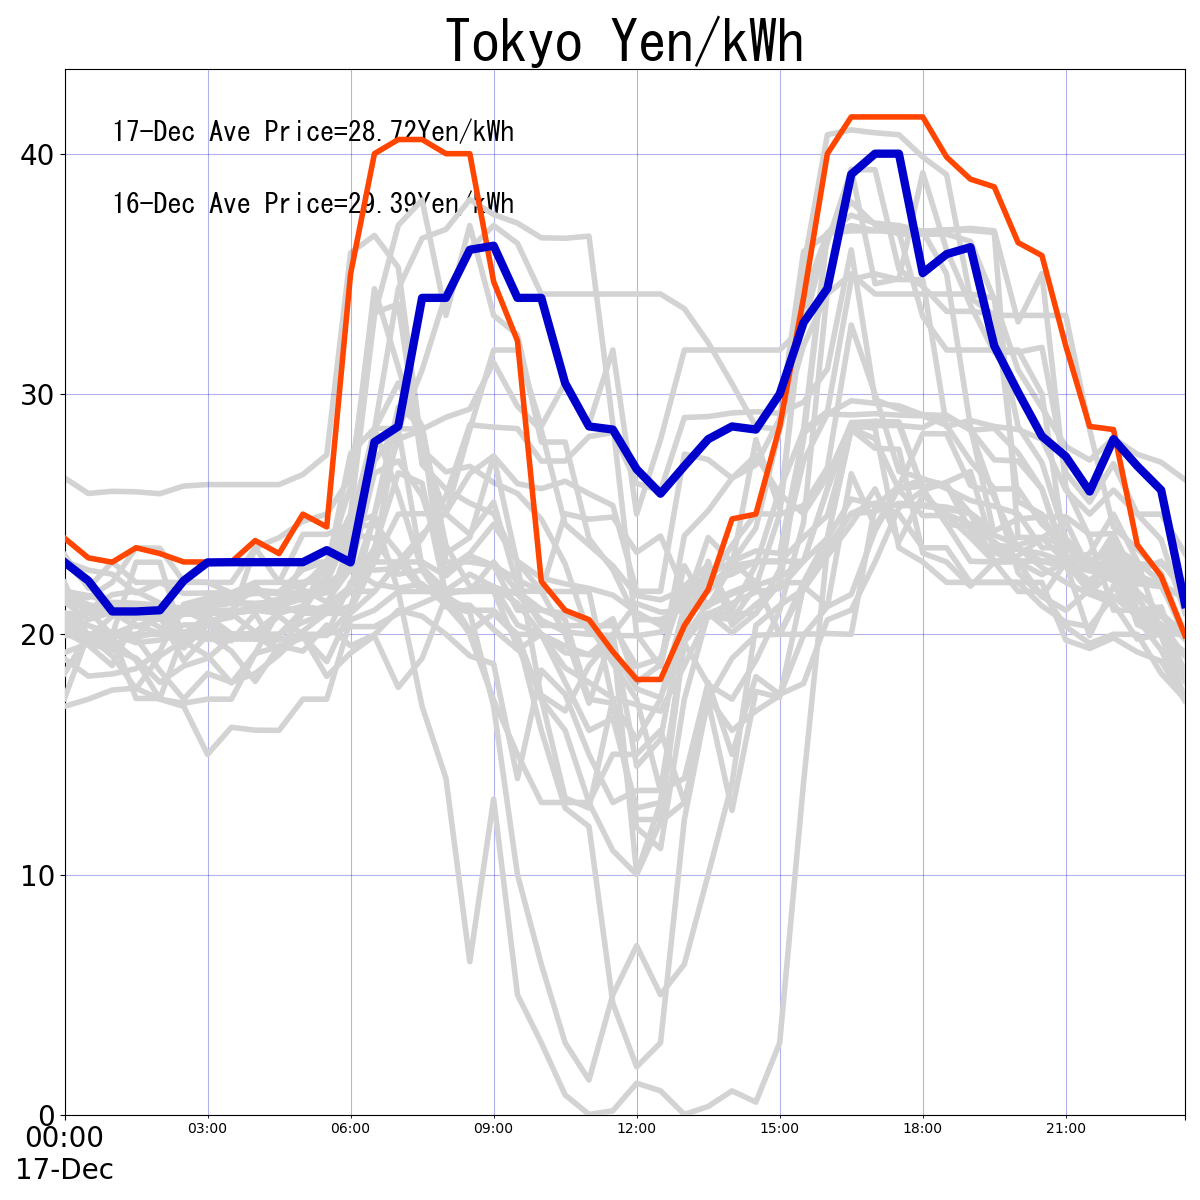 Tokyo Yen/kWh
17-Dec Ave Price=28.72Yen/kWh
16-Dec Ave Price=29.39Yen/kWh
40
30
20
10
0
00:00 03:00 06:00 09:00 12:00 15:00 18:00 21:00
17-Dec